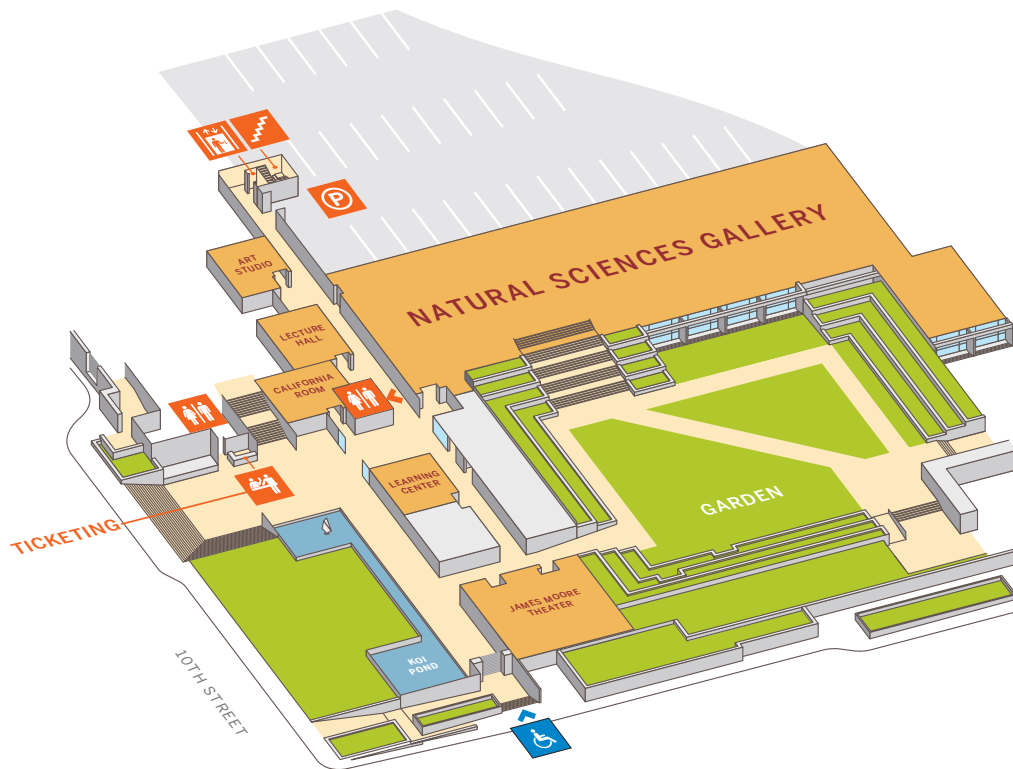 P
NATURAL SCIENCES GALLERY
ART
STUDIO
LECTURE
HALL
CALIFORNIA
ROOM
LEARNING
CENTER
GARDEN
TICKETING
JAMES MOORE
THEATER
KOI
POND
10TH STREET